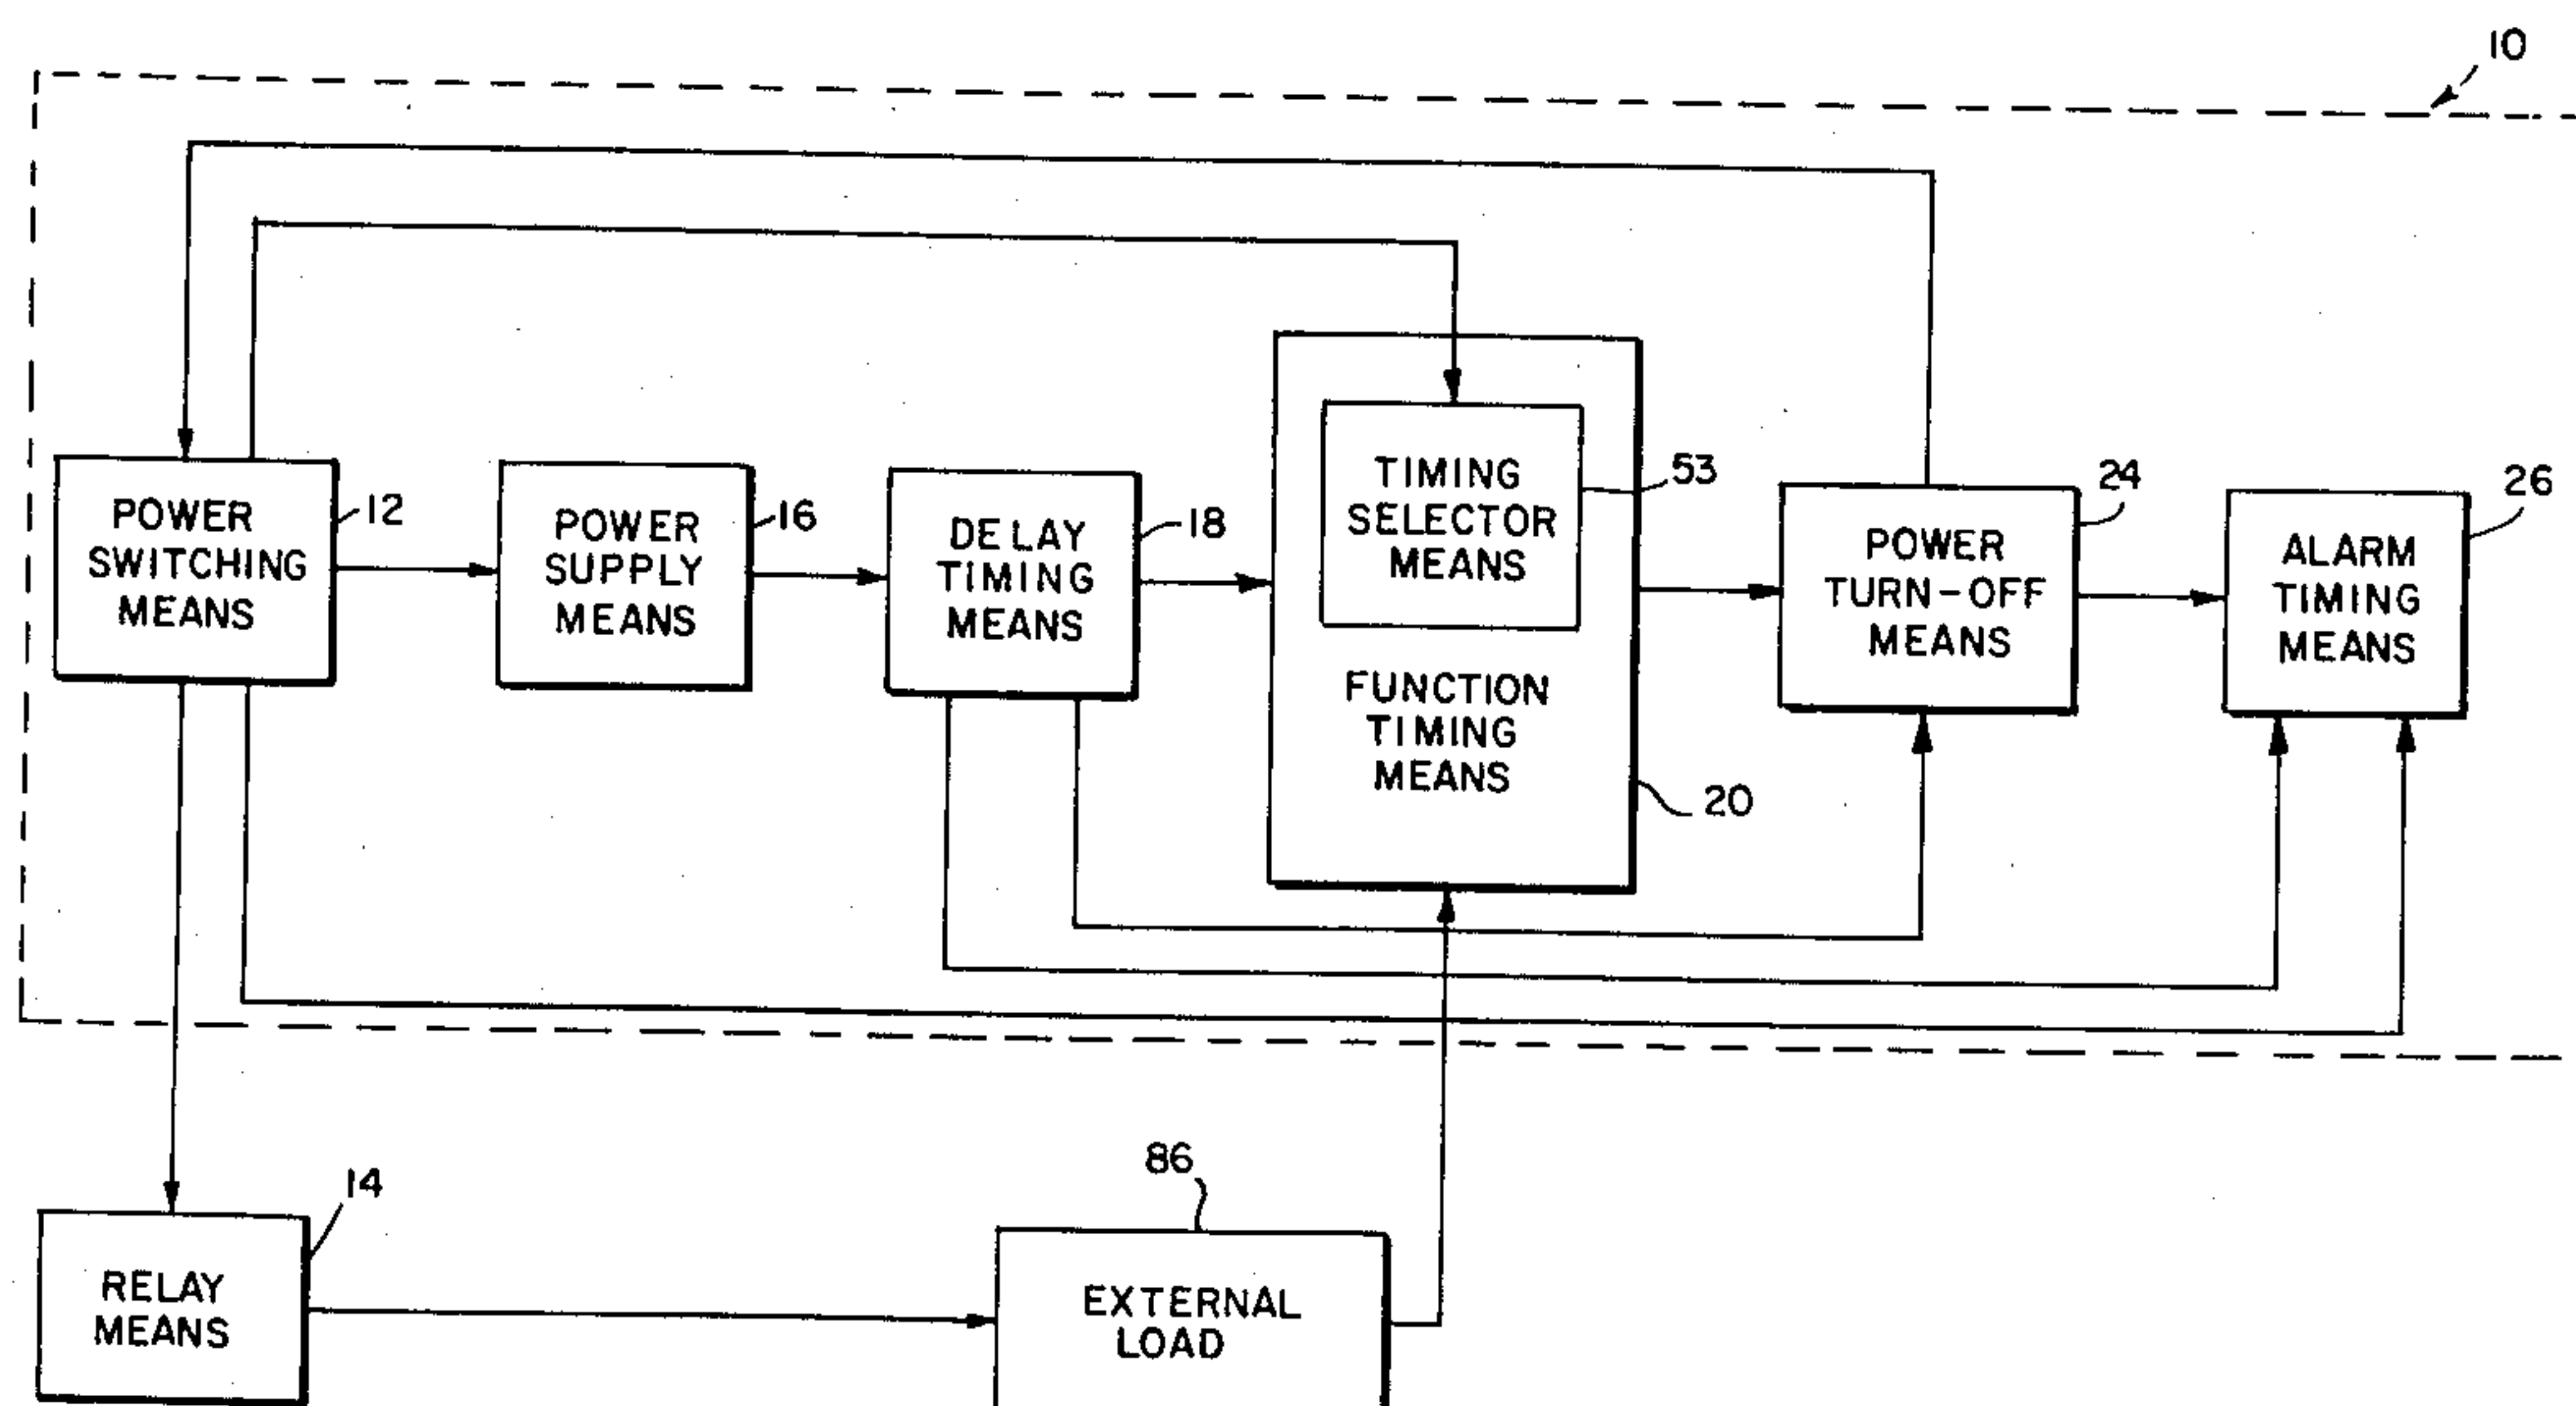 10
POWER
SWITCHING
MEANS
12
POWER
SUPPLY
MEANS
16
DELAY
TIMING
MEANS
18
TIMING
SELECTOR
MEANS
53
FUNCTION
TIMING
MEANS
20
POWER
TURN-OFF
MEANS
24
ALARM
TIMING
MEANS
26
RELAY
MEANS
14
EXTERNAL
LOAD
86